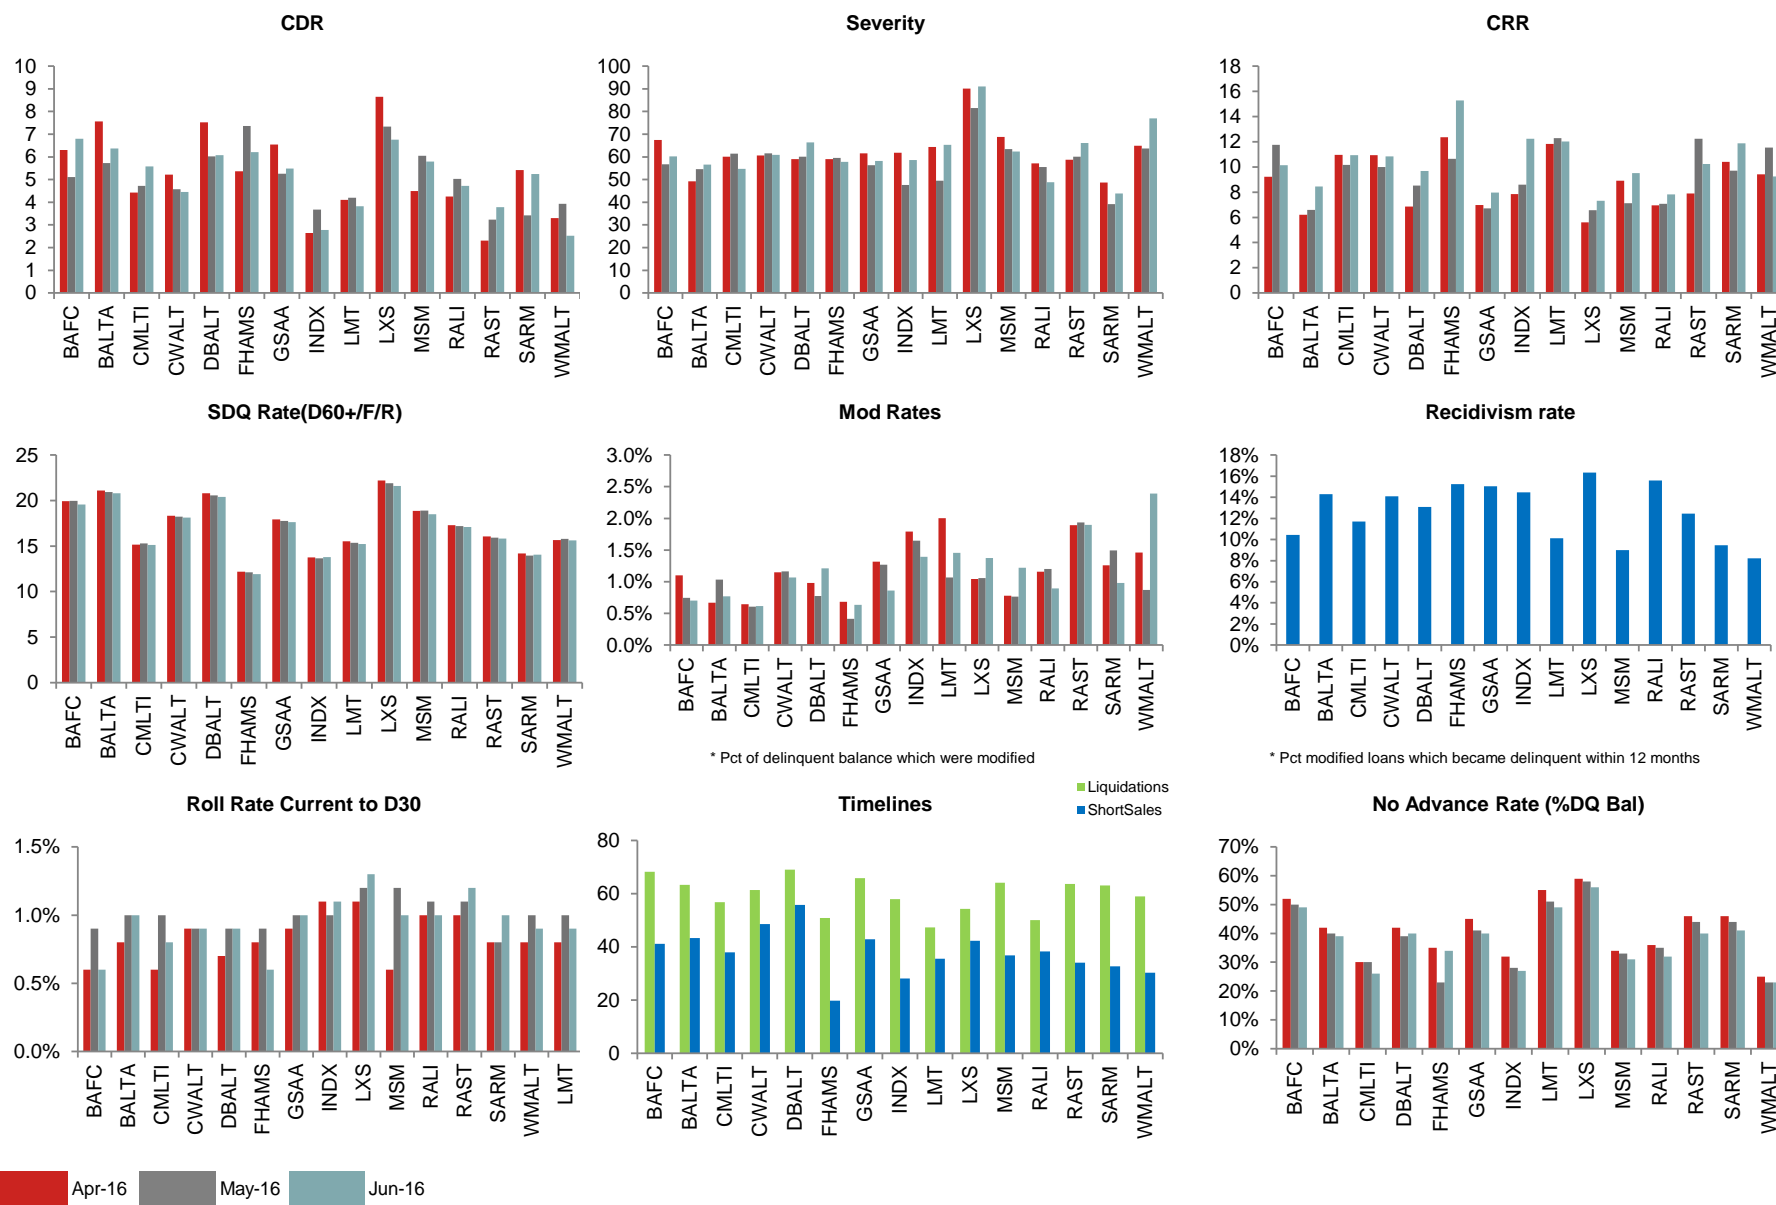 CDR
10
9
8
7
6
5
4
3
2
1
0
BAFC
BALTA
CMLTI
CWALT
DBALT
FHAMS
GSAA
INDX
LMT
LXS
MSM
RALI
RAST
SARM
WMALT
Severity
100
90
80
70
60
50
40
30
20
10
0
BAFC
BALTA
CMLTI
CWALT
DBALT
FHAMS
GSAA
INDX
LMT
LXS
MSM
RALI
RAST
SARM
WMALT
CRR
18
16
14
12
10
8
6
4
2
0
BAFC
BALTA
CMLTI
CWALT
DBALT
FHAMS
GSAA
INDX
LMT
LXS
MSM
RALI
RAST
SARM
WMALT
SDQ Rate(D60+/F/R)
25
20
15
10
5
0
BAFC
BALTA
CMLTI
CWALT
DBALT
FHAMS
GSAA
INDX
LMT
LXS
MSM
RALI
RAST
SARM
WMALT
Mod Rates
3.0%
2.5%
2.0%
1.5%
1.0%
0.5%
0.0%
BAFC
BALTA
CMLTI
CWALT
DBALT
FHAMS
GSAA
INDX
LMT
LXS
MSM
RALI
RAST
SARM
WMALT
* Pct of delinquent balance which were modified
Recidivism rate
18%
16%
14%
12%
10%
8%
6%
4%
2%
0%
BAFC
BALTA
CMLTI
CWALT
DBALT
FHAMS
GSAA
INDX
LMT
LXS
MSM
RALI
RAST
SARM
WMALT
* Pct modified loans which became delinquent within 12 months
Roll Rate Current to D30
1.5%
1.0%
0.5%
0.0%
BAFC
BALTA
CMLTI
CWALT
DBALT
FHAMS
GSAA
INDX
LXS
MSM
RALI
RAST
SARM
WMALT
LMT
Timelines
Liquidations
ShortSales
80
60
40
20
0
BAFC
BALTA
CMLTI
CWALT
DBALT
FHAMS
GSAA
INDX
LMT
LXS
MSM
RALI
RAST
SARM
WMALT
No Advance Rate (%DQ Bal)
70%
60%
50%
40%
30%
20%
10%
0%
BAFC
BALTA
CMLTI
DBALT
FHAMS
GSAA
INDX
LMT
LXS
MSM
RALI
RAST
SARM
WMALT
Apr-16
May-16
Jun-16